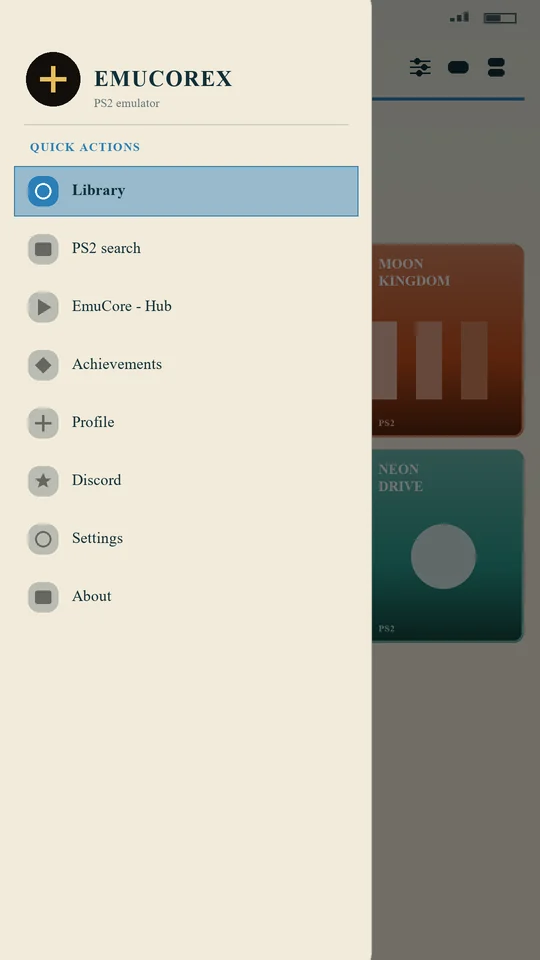 EMUCOREX
PS2 emulator
QUICK ACTIONS
Library
PS2 search
EmuCore - Hub
Achievements
Profile
Discord
Settings
About
MOON
KINGDOM
PS2
NEON
DRIVE
PS2